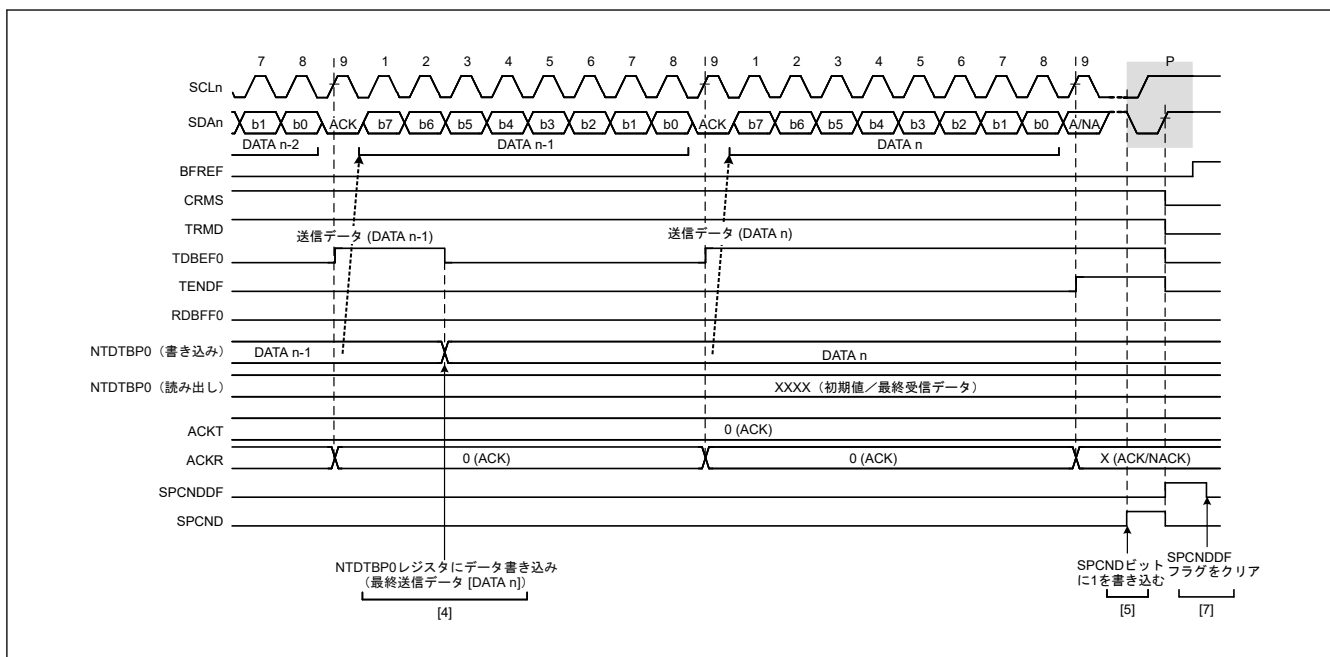 7 8 9 1 2 3 4 5 6 7 8 9 1 2 3 4 5 6 7 8 9 P
SCLn
SDAn b1 b0 ACK b7 b6 b5 b4 b3 b2 b1 b0 ACK b7 b6 b5 b4 b3 b2 b1 b0 A/NA
DATA n-2 DATA n-1 DATA n
BFREF
CRMS
TRMD
送信データ (DATA n-1) 送信データ (DATA n)
TDBEF0
TENDF
RDBFF0
NTDTBP0（書き込み） DATA n-1 DATA n
NTDTBP0（読み出し） XXXX（初期値／最終受信データ）
ACKT 0 (ACK)
ACKR 0 (ACK) 0 (ACK) X (ACK/NACK)
SPCNDDF
SPCND
NTDTBP0レジスタにデータ書き込み
（最終送信データ [DATA n]）
[4]
SPCNDビット
に1を書き込む
[5]
SPCNDDF
フラグをクリア
[7]